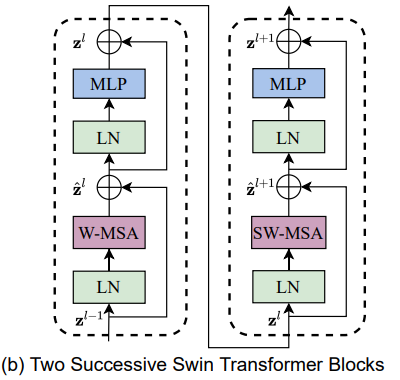 z^l
MLP
LN
ẑ^l
W-MSA
LN
z^{l-1}
z^{l+1}
MLP
LN
ẑ^{l+1}
SW-MSA
LN
z^l
(b) Two Successive Swin Transformer Blocks